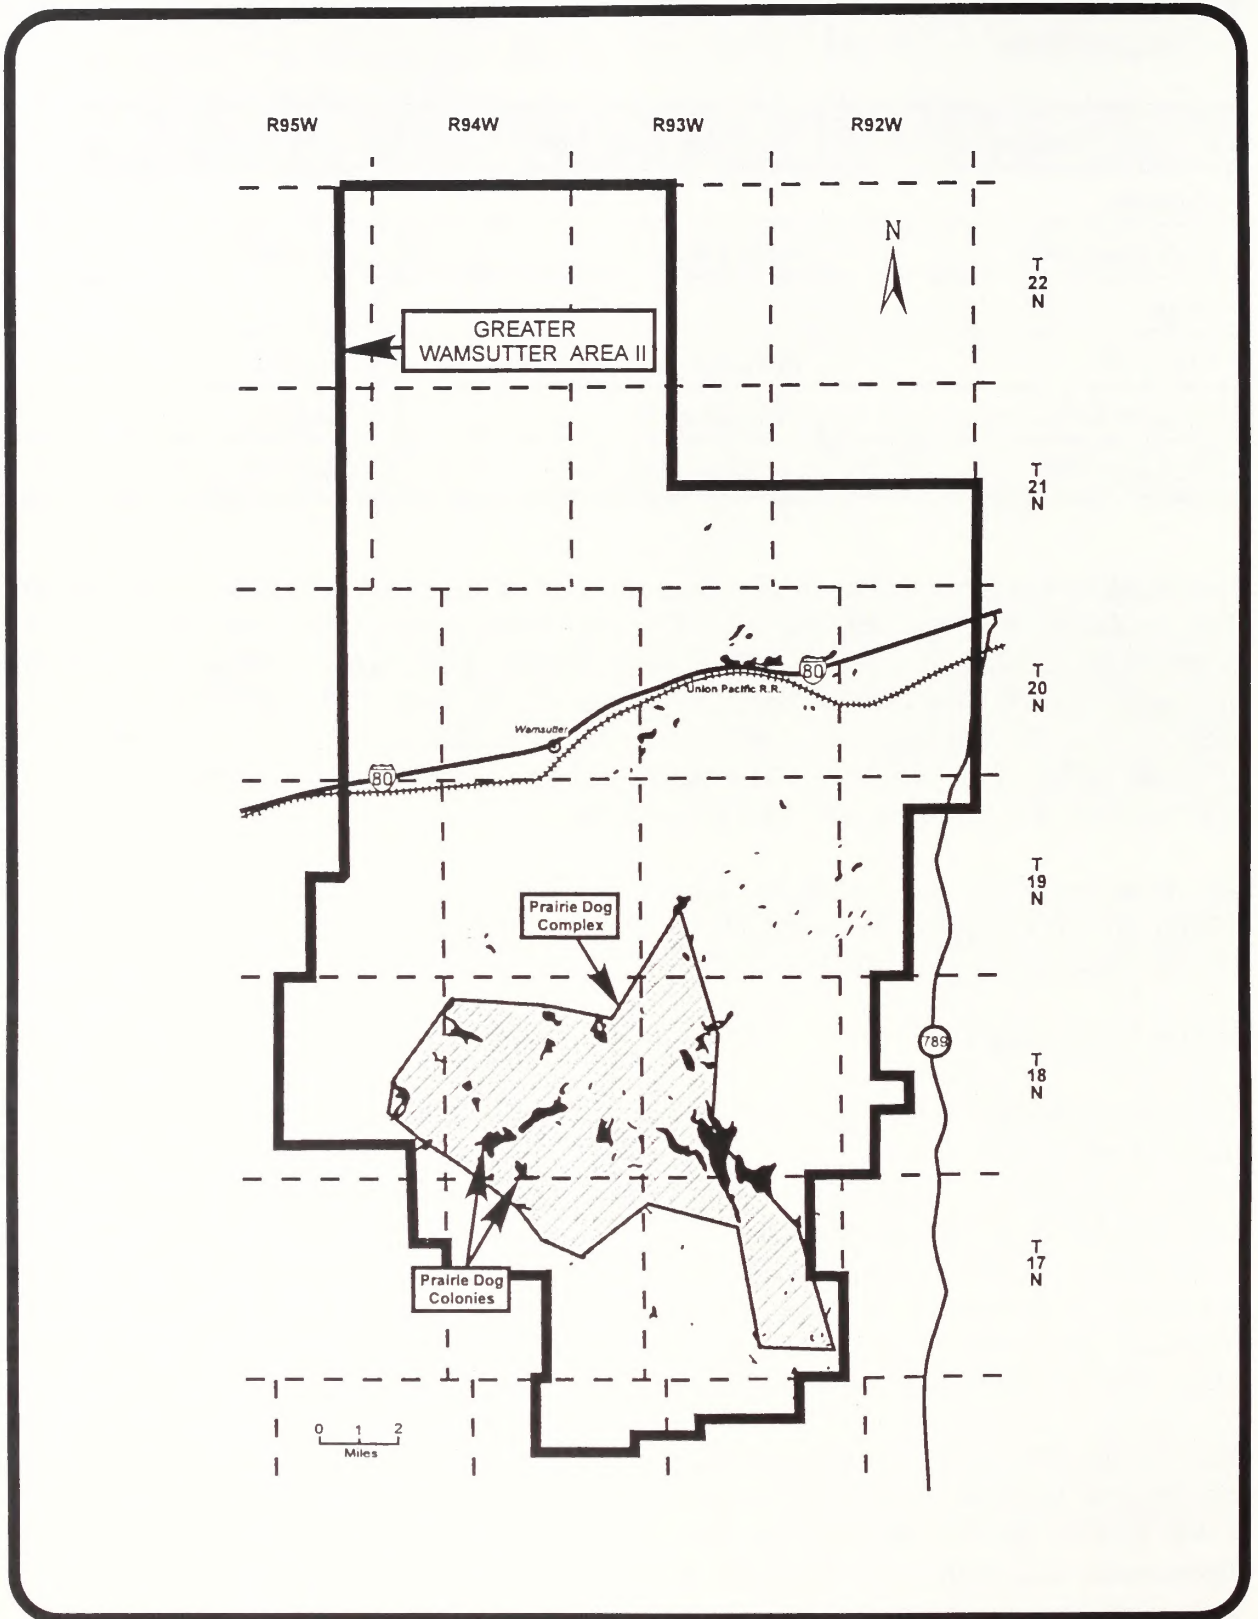 R95W R94W R93W R92W
N
T
22
N
GREATER
WAMSUTTER AREA II
T
21
N
80
Union Pacific R.R.
T
20
N
Wamsutter
80
T
19
N
Prairie Dog
Complex
789
T
18
N
T
17
N
Prairie Dog
Colonies
0 1 2
Miles